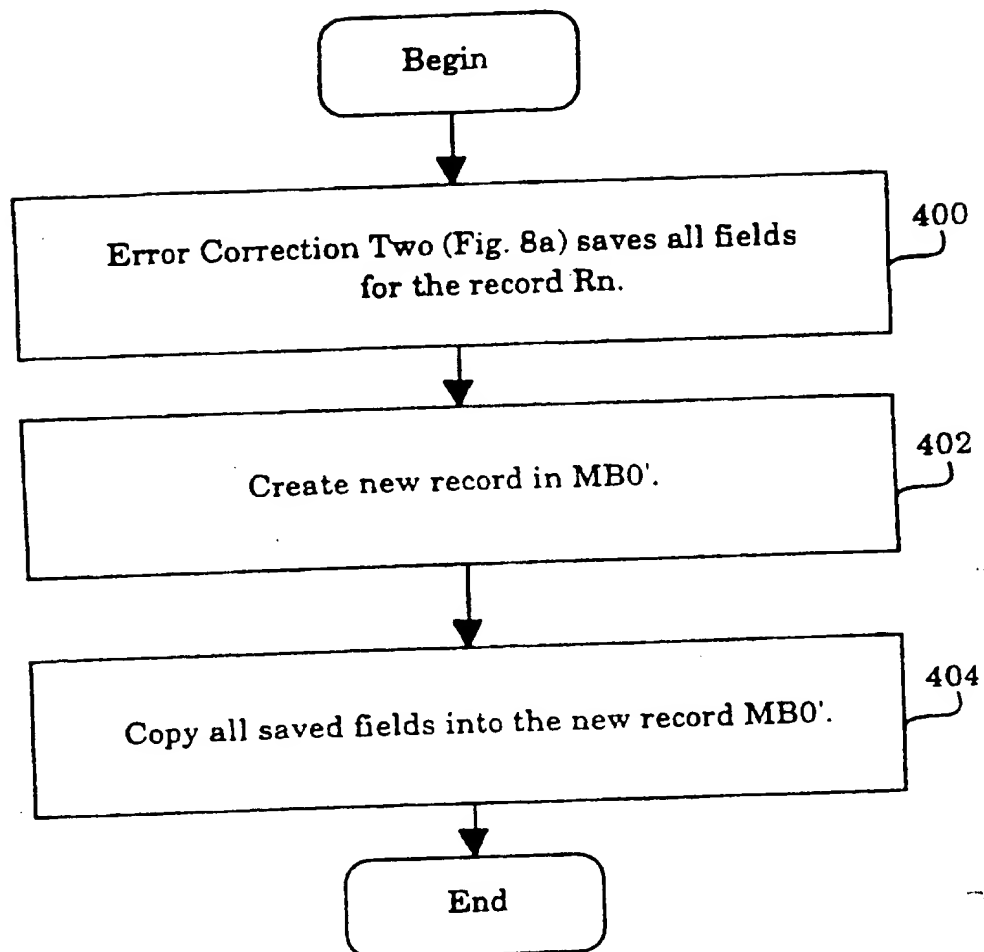 Begin
Error Correction Two (Fig. 8a) saves all fields
for the record Rn.
400
Create new record in MB0'.
402
Copy all saved fields into the new record MB0'.
404
End